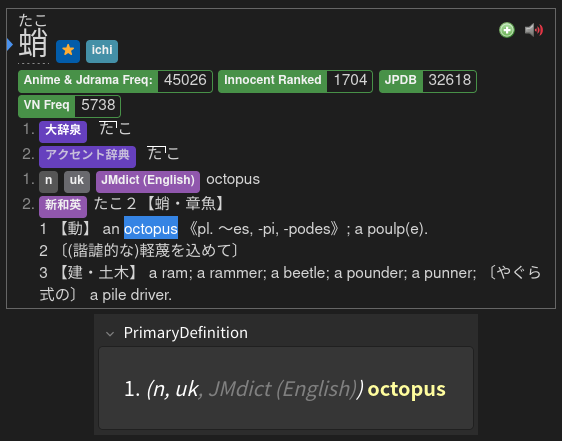 たこ
蛸 ★ ichi
Anime & Jdrama Freq: 45026 Innocent Ranked 1704 JPDB 32618
VN Freq 5738
1. 大辞泉 たこ
2. アクセント辞典 たこ
1. n uk JMdict (English) octopus
2. 新和英 たこ２【蛸・章魚】
1 【動】 an octopus 《pl. 〜es, -pi, -podes》; a poulp(e).
2 〔(諧謔的な)軽蔑を込めて〕
3 【建・土木】 a ram; a rammer; a beetle; a pounder; a punner; 〔やぐら
式の〕 a pile driver.
PrimaryDefinition
1. (n, uk, JMdict (English)) octopus